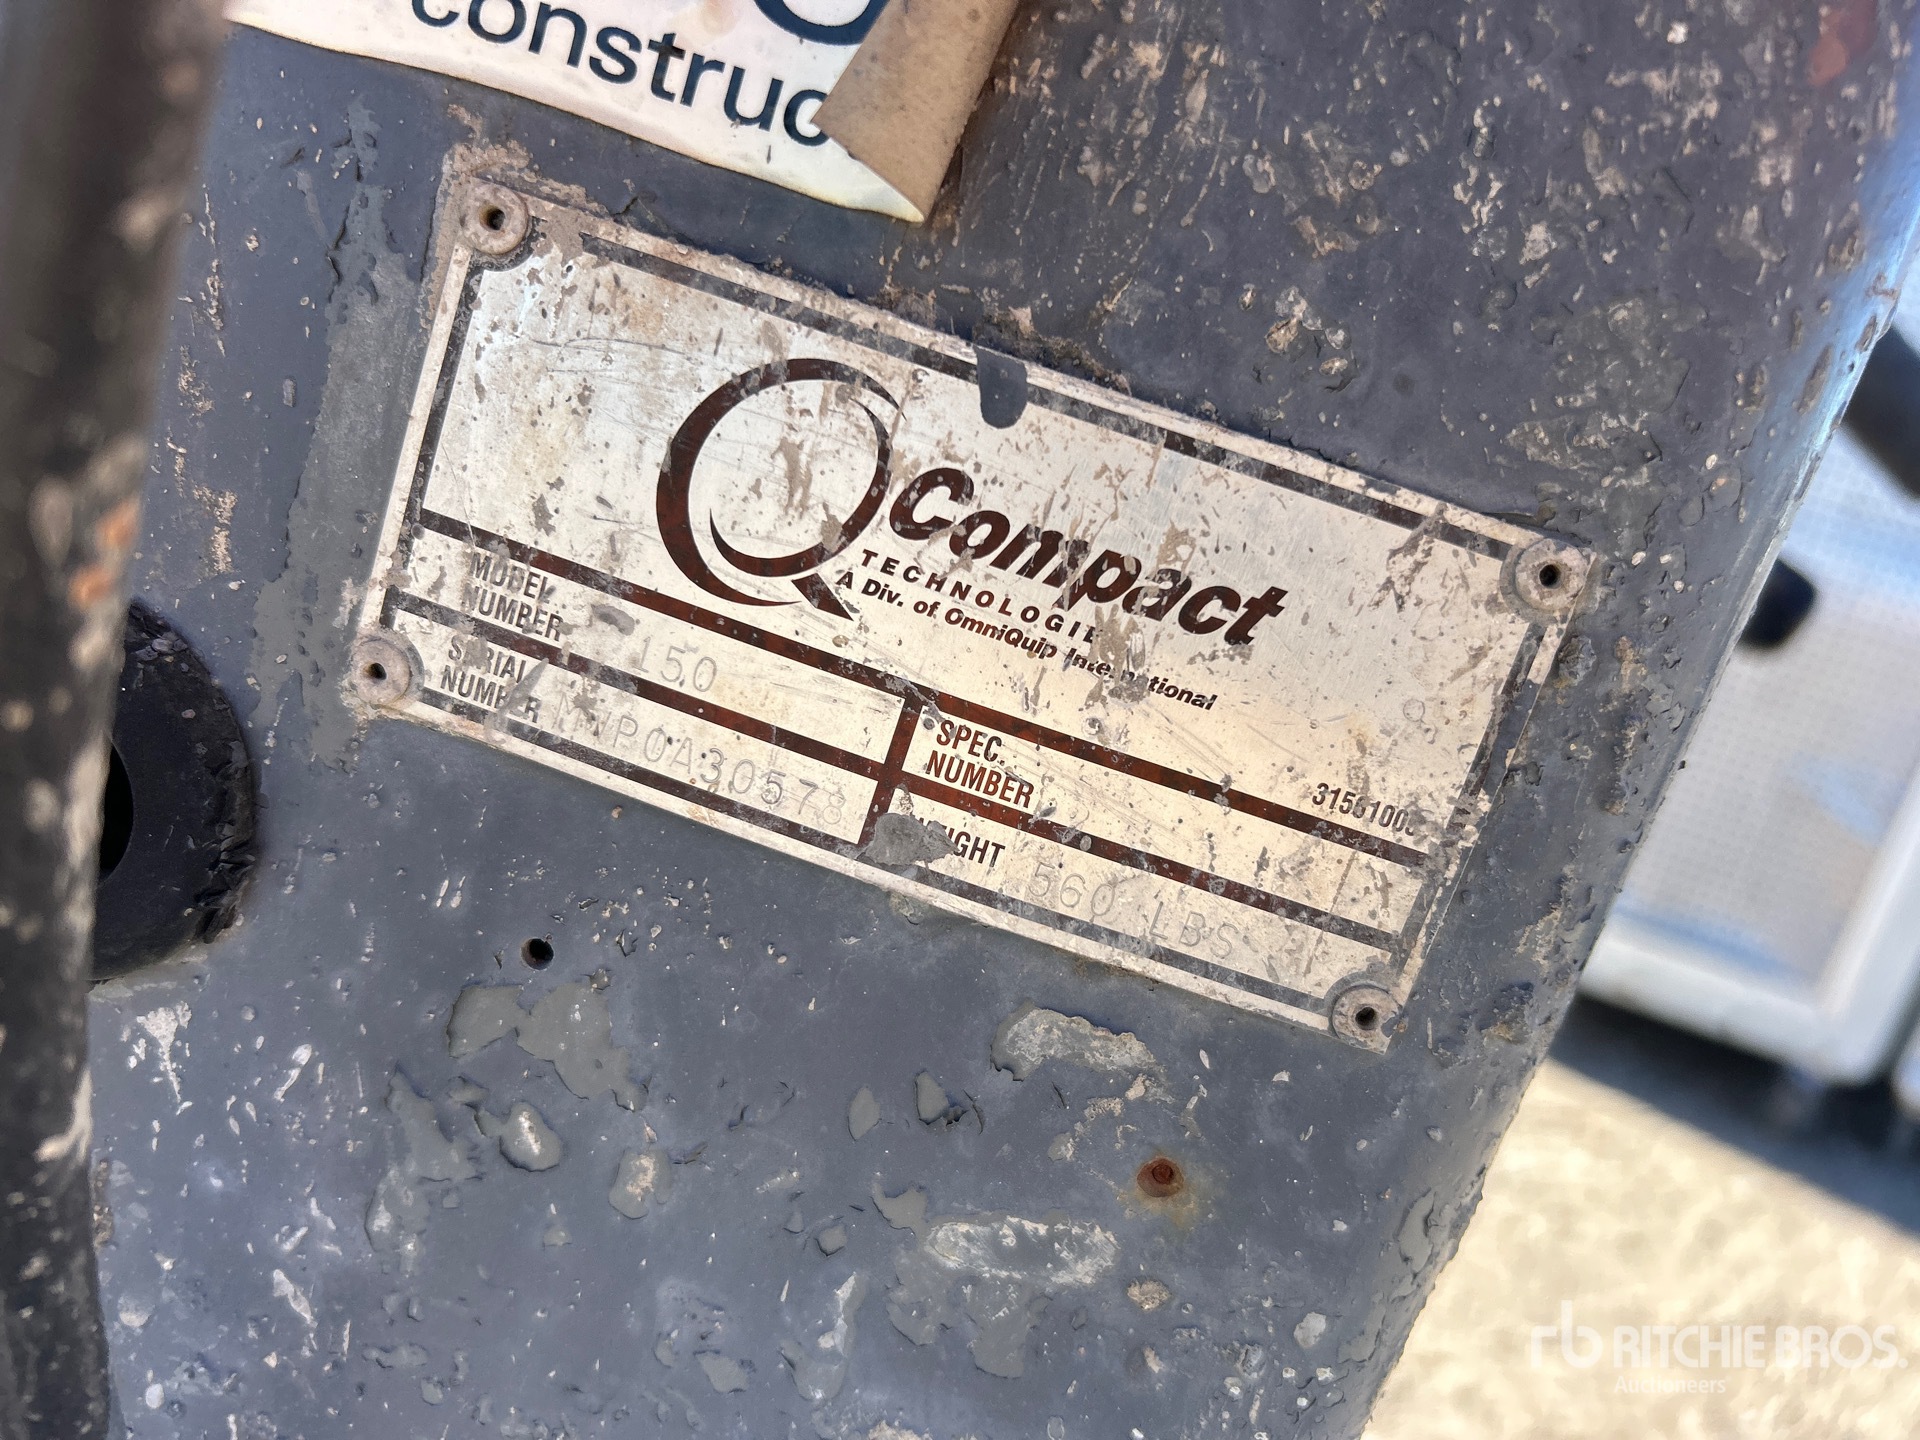 construc
Compact
TECHNOLOGIE
A Div. of OmniQuip International
MODEL NUMBER 150
SERIAL NUMBER
SPEC. NUMBER
WEIGHT 560 LBS
RITCHIE BROS.
Auctioneers